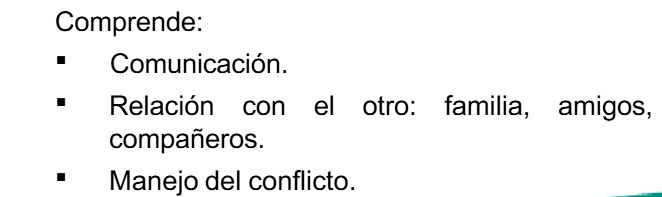 Comprende:
▪ Comunicación.
▪ Relación con el otro: familia, amigos,
compañeros.
▪ Manejo del conflicto.